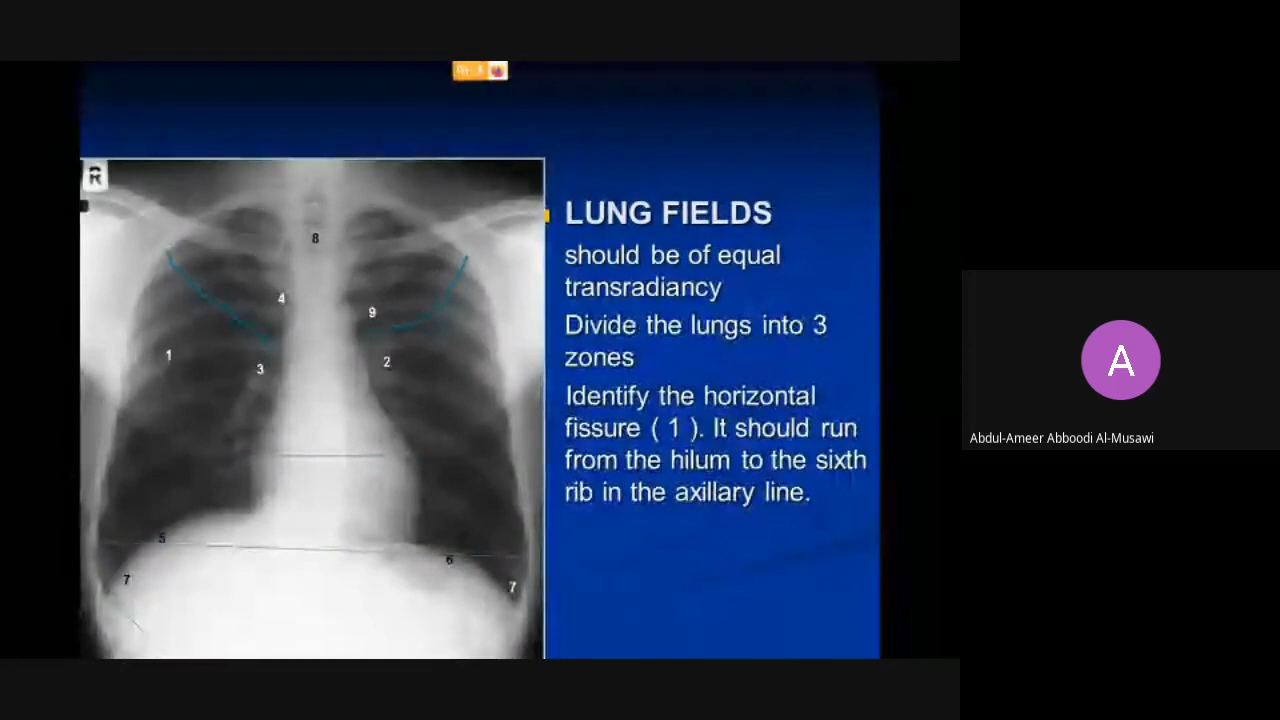 R
8
4
9
1
3
2
5
6
7
7
LUNG FIELDS
should be of equal
transradiancy
Divide the lungs into 3
zones
Identify the horizontal
fissure ( 1 ). It should run
from the hilum to the sixth
rib in the axillary line.
A
Abdul-Ameer Abboodi Al-Musawi